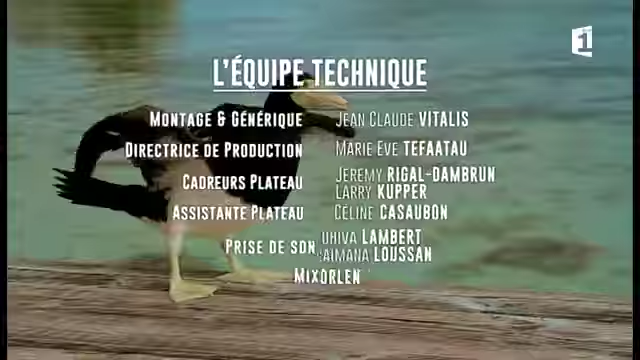 1
L'ÉQUIPE TECHNIQUE
MONTAGE & GÉNÉRIQUE JEAN CLAUDE VITALIS
DIRECTRICE DE PRODUCTION MARIE EVE TEFAATAU
CADREURS PLATEAU JEREMY RIGAL-DAMBRUN
LARRY KUPPER
ASSISTANTE PLATEAU CÉLINE CASAUBON
PRISE DE SON LAMBERT
LOUSSAN